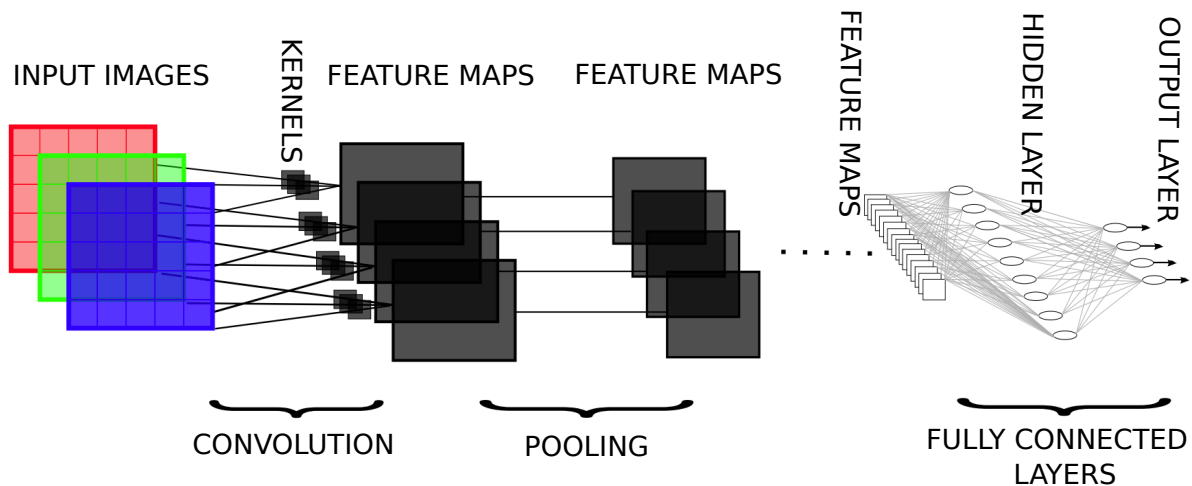 INPUT IMAGES
KERNELS
FEATURE MAPS
FEATURE MAPS
FEATURE MAPS
HIDDEN LAYER
OUTPUT LAYER
CONVOLUTION
POOLING
FULLY CONNECTED
LAYERS